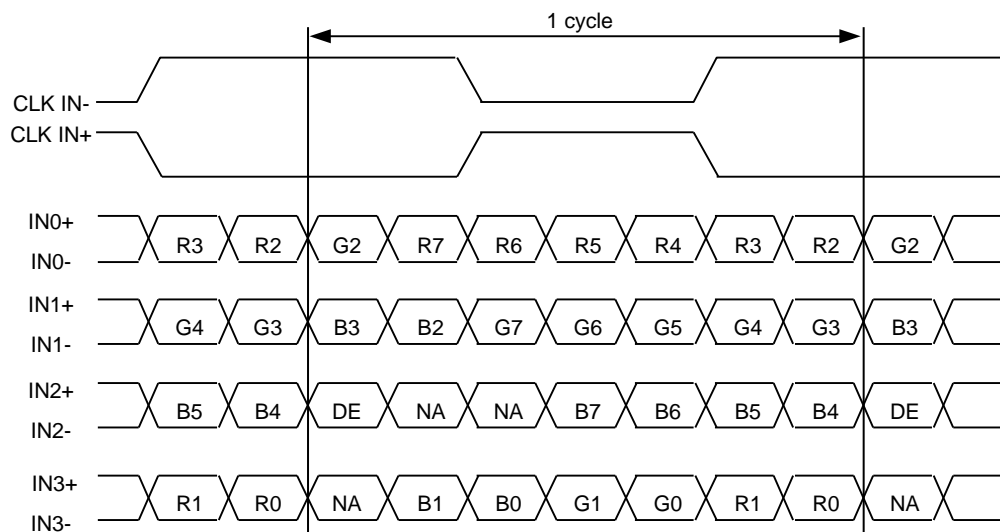 1 cycle
CLK IN-
CLK IN+
IN0+
R3 R2 G2 R7 R6 R5 R4 R3 R2 G2
IN0-
IN1+
G4 G3 B3 B2 G7 G6 G5 G4 G3 B3
IN1-
IN2+
B5 B4 DE NA NA B7 B6 B5 B4 DE
IN2-
IN3+
R1 R0 NA B1 B0 G1 G0 R1 R0 NA
IN3-